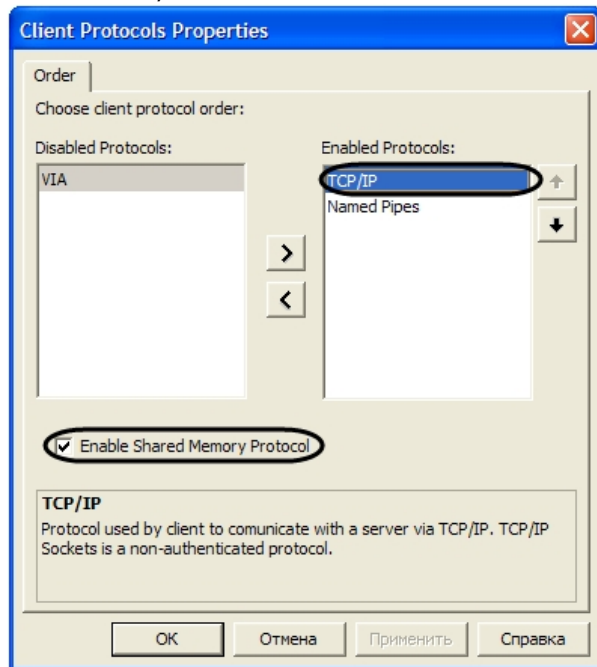 Client Protocols Properties
Order
Choose client protocol order:
Disabled Protocols:
Enabled Protocols:
VIA
TCP/IP
Named Pipes
>
<
Enable Shared Memory Protocol
TCP/IP
Protocol used by client to comunicate with a server via TCP/IP. TCP/IP
Sockets is a non-authenticated protocol.
OK
Отмена
Применить
Справка